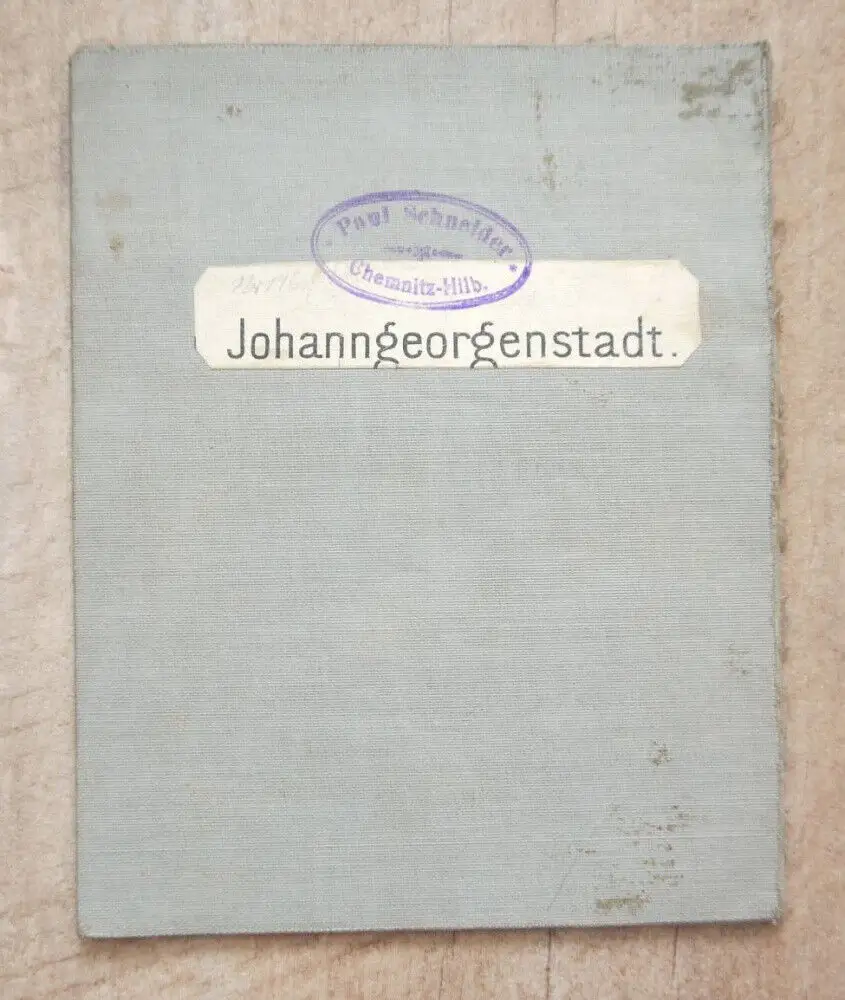 Paul Schneider
Chemnitz-Hilb.
Johanngeorgenstadt.